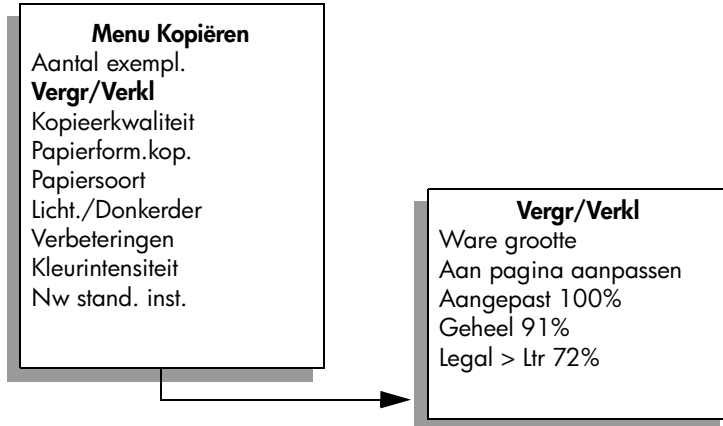 Menu Kopiëren
Aantal exempl.
Vergr/Verkl
Kopieerkwaliteit
Papierform.kop.
Papiersoort
Licht./Donkerder
Verbeteringen
Kleurintensiteit
Nw stand. inst.
Vergr/Verkl
Ware grootte
Aan pagina aanpassen
Aangepast 100%
Geheel 91%
Legal > Ltr 72%